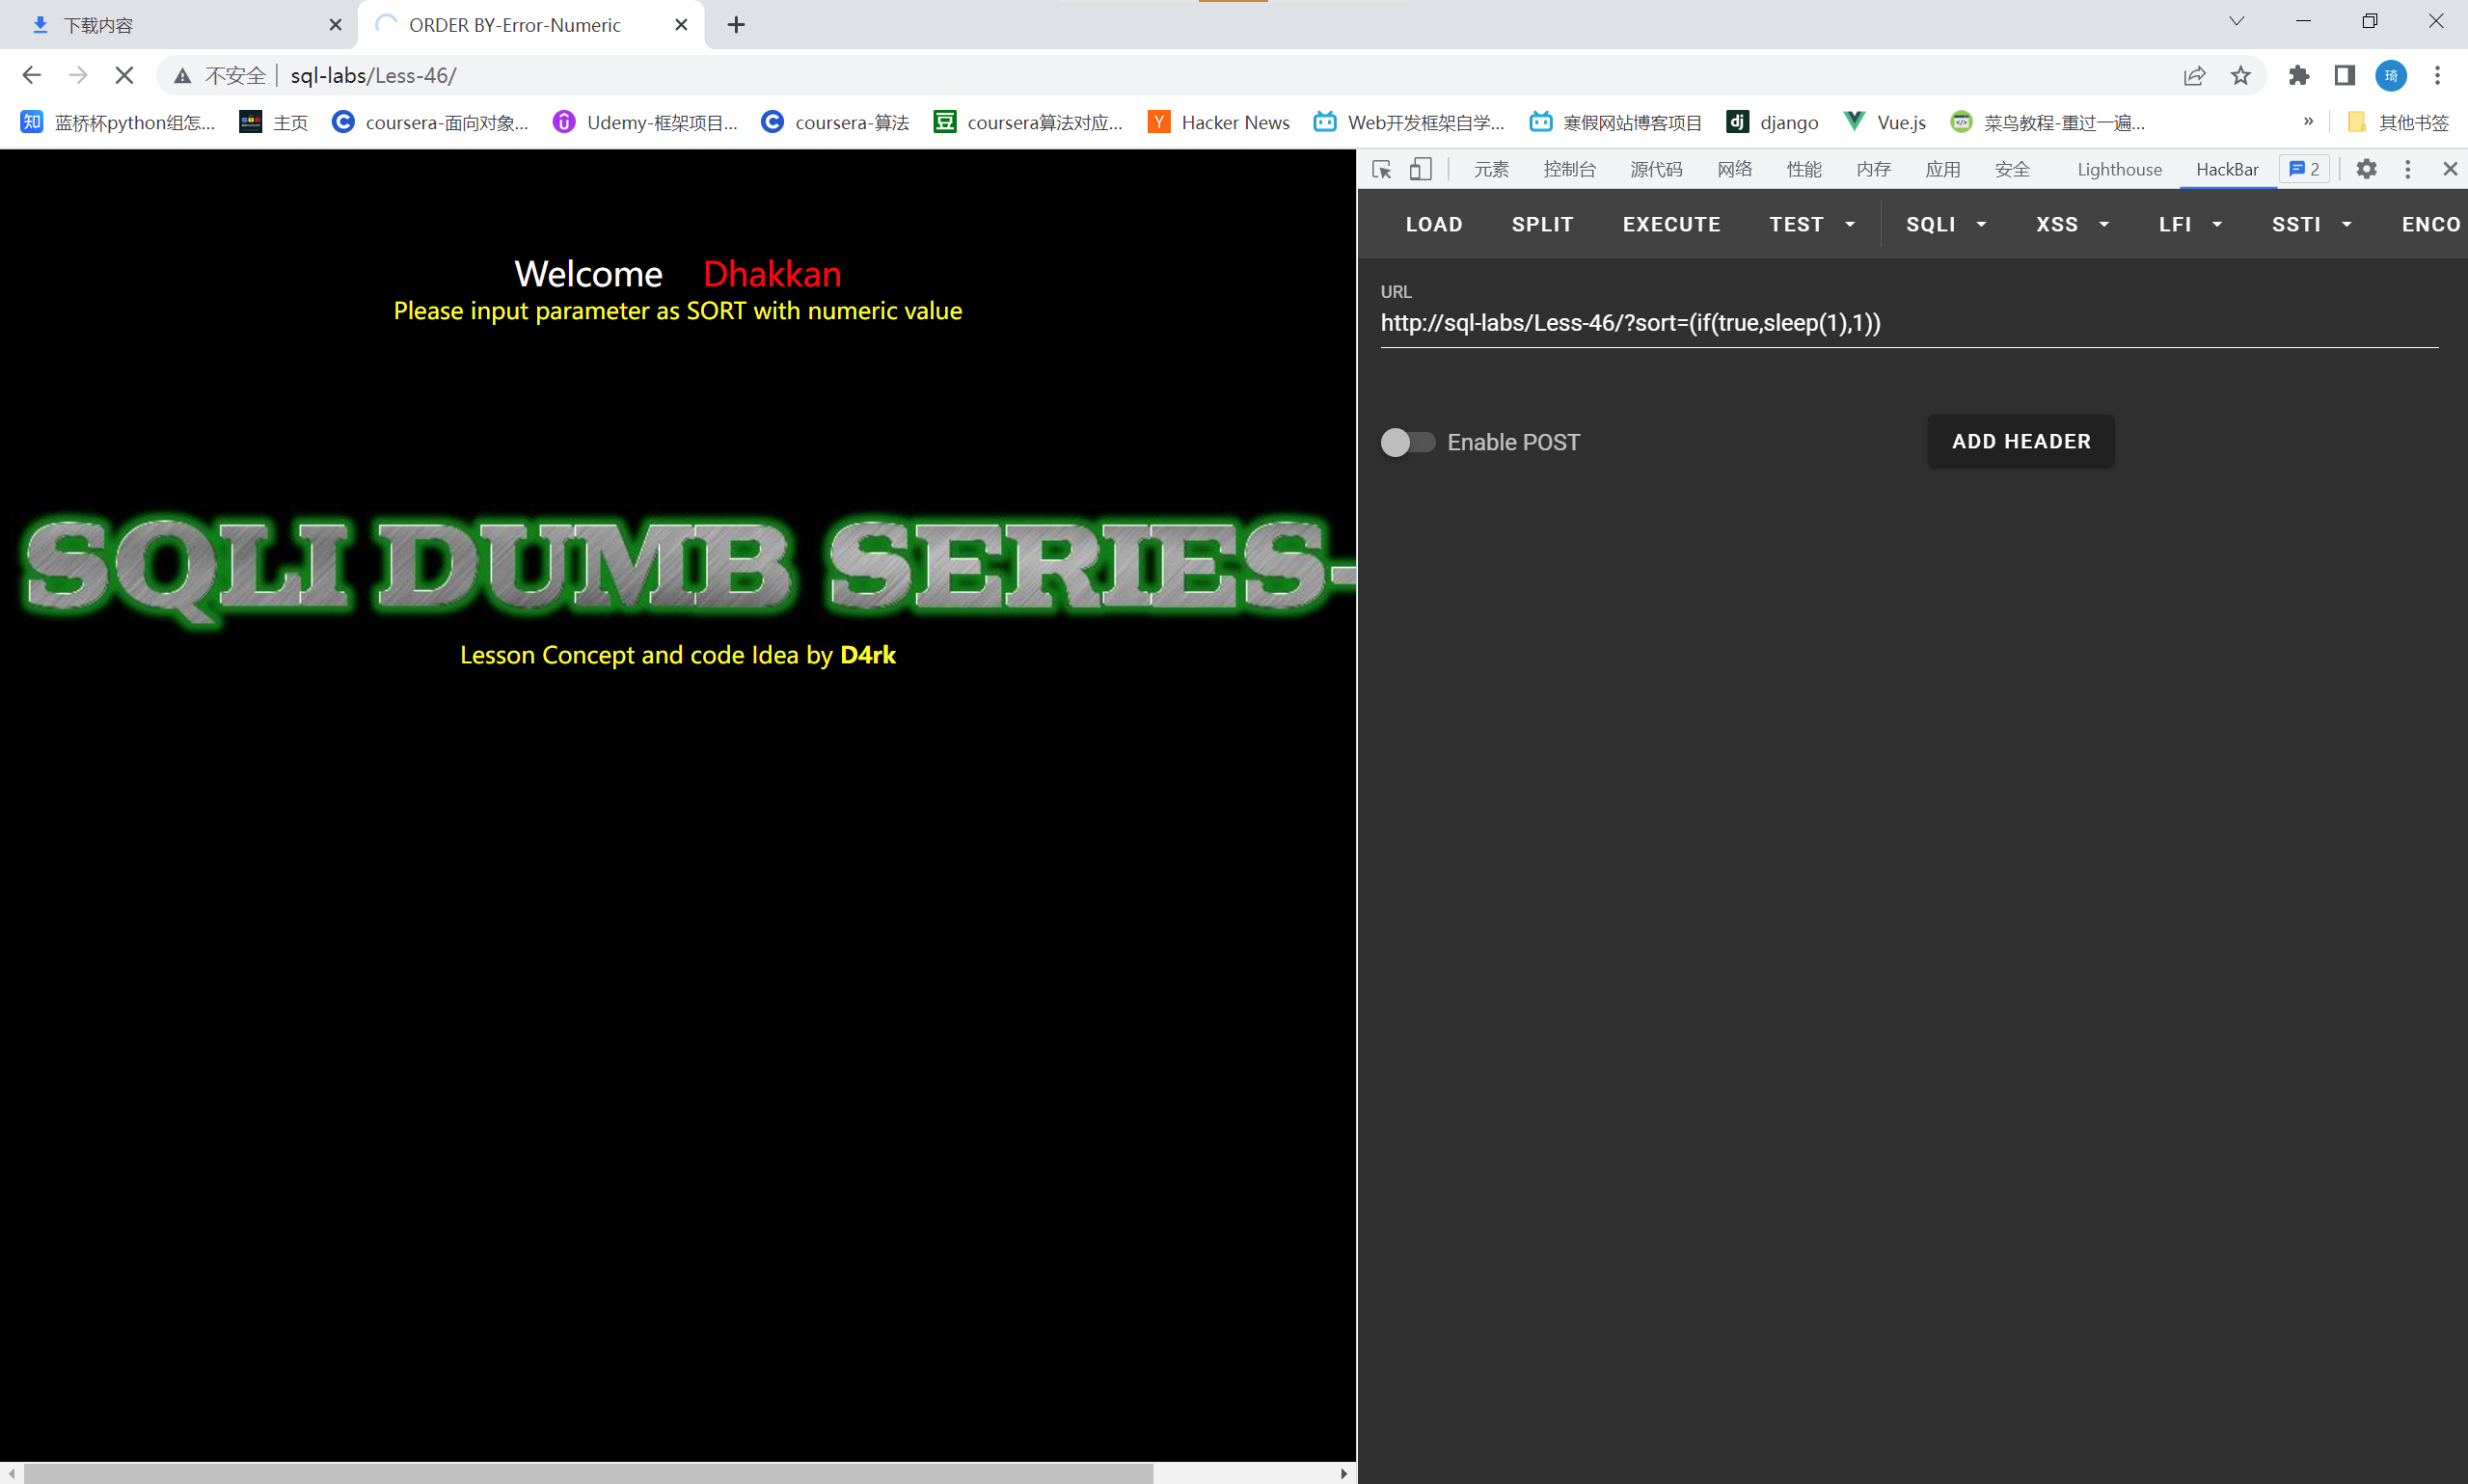 下载内容
ORDER BY-Error-Numeric
不安全
sql-labs/Less-46/
琦
知 蓝桥杯python组怎...
主页
coursera-面向对象...
Udemy-框架项目...
coursera-算法
豆 coursera算法对应...
Y Hacker News
Web开发框架自学...
寒假网站博客项目
dj django
Vue.js
菜鸟教程-重过一遍...
»
其他书签
元素 控制台 源代码 网络 性能 内存 应用 安全 Lighthouse HackBar 2
LOAD SPLIT EXECUTE TEST SQLI XSS LFI SSTI ENCO
Welcome Dhakkan
Please input parameter as SORT with numeric value
SQLI DUMB SERIES-
Lesson Concept and code Idea by D4rk
URL
http://sql-labs/Less-46/?sort=(if(true,sleep(1),1))
Enable POST
ADD HEADER